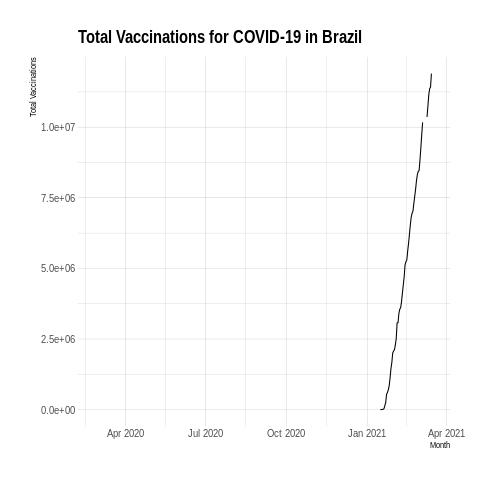 Total Vaccinations for COVID-19 in Brazil
Total Vaccinations
1.0e+07
7.5e+06
5.0e+06
2.5e+06
0.0e+00
Apr 2020 Jul 2020 Oct 2020 Jan 2021 Apr 2021
Month